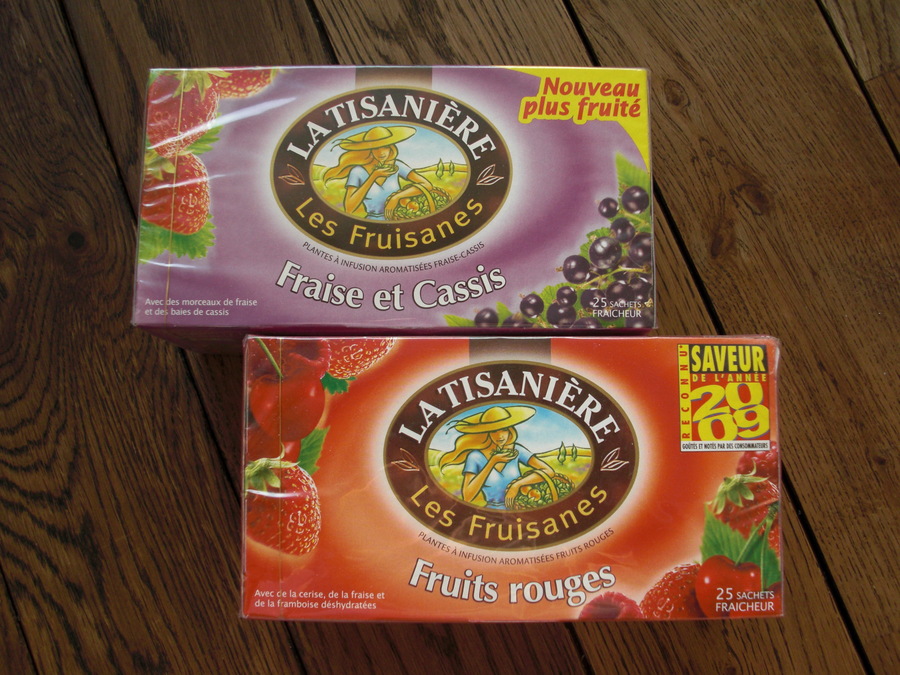 Nouveau
plus fruité
LA TISANIÈRE
Les Fruisanes
PLANTES À INFUSION AROMATISÉES FRAISE-CASSIS
Fraise et Cassis
Avec des morceaux de fraise
et des baies de cassis
25 SACHETS
FRAICHEUR
RECONNU
SAVEUR
DE L'ANNÉE
20
09
GOÛTÉS ET NOTÉS PAR DES CONSOMMATEURS
LA TISANIÈRE
Les Fruisanes
PLANTES À INFUSION AROMATISÉES FRUITS ROUGES
Fruits rouges
Avec de la cerise, de la fraise et
de la framboise déshydratées
25 SACHETS
FRAICHEUR